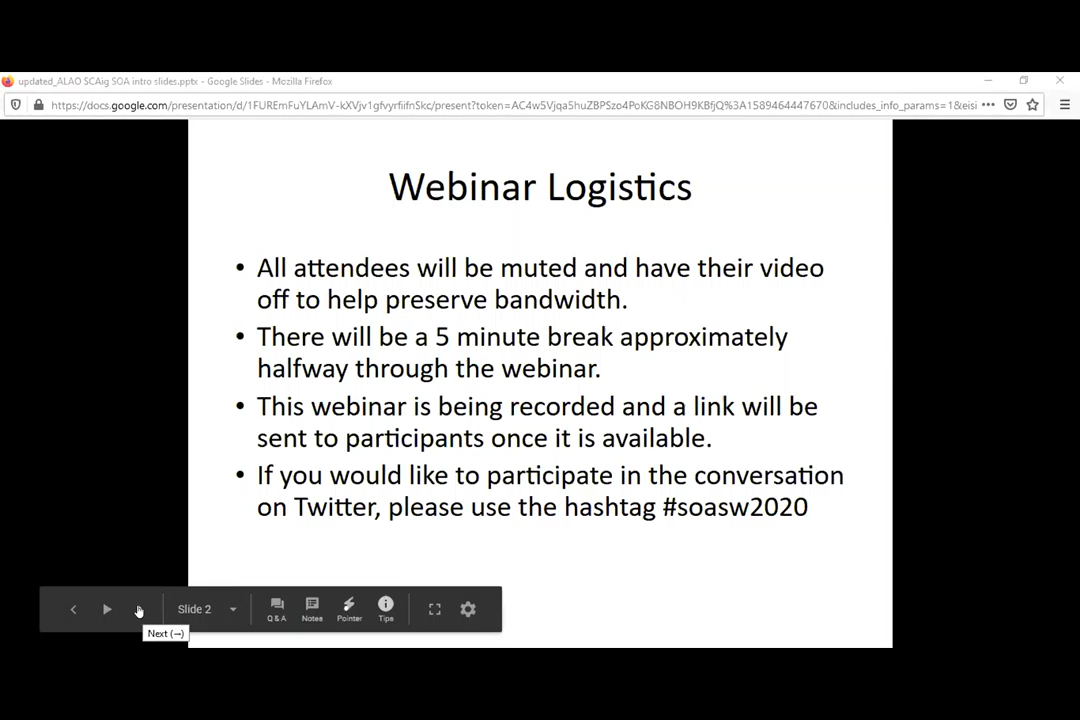 updated_ALAO SCAig SOA intro slides.pptx - Google Slides - Mozilla Firefox
https://docs.google.com/presentation/d/1FUREmFuYLAmV-kXVjv1gfvyrfiifnSkc/present?token=AC4w5Vjqa5huZBPSzo4PoKG8NBOH9KBfjQ%3A1589464447670&includes_info_params=1&eisi
Webinar Logistics
• All attendees will be muted and have their video
off to help preserve bandwidth.
• There will be a 5 minute break approximately
halfway through the webinar.
• This webinar is being recorded and a link will be
sent to participants once it is available.
• If you would like to participate in the conversation
on Twitter, please use the hashtag #soasw2020
Slide 2
Q & A
Notes
Pointer
Tips
Next (→)